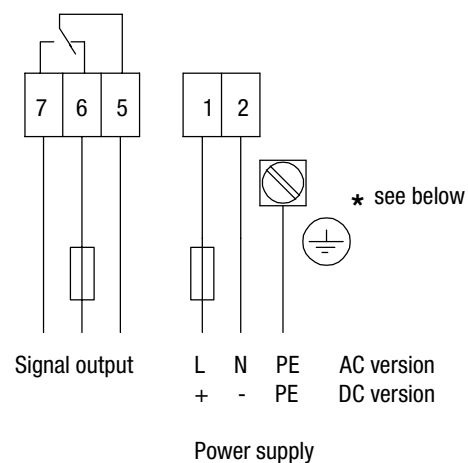 7 6 5 1 2
* see below
Signal output L N PE AC version
+ - PE DC version
Power supply